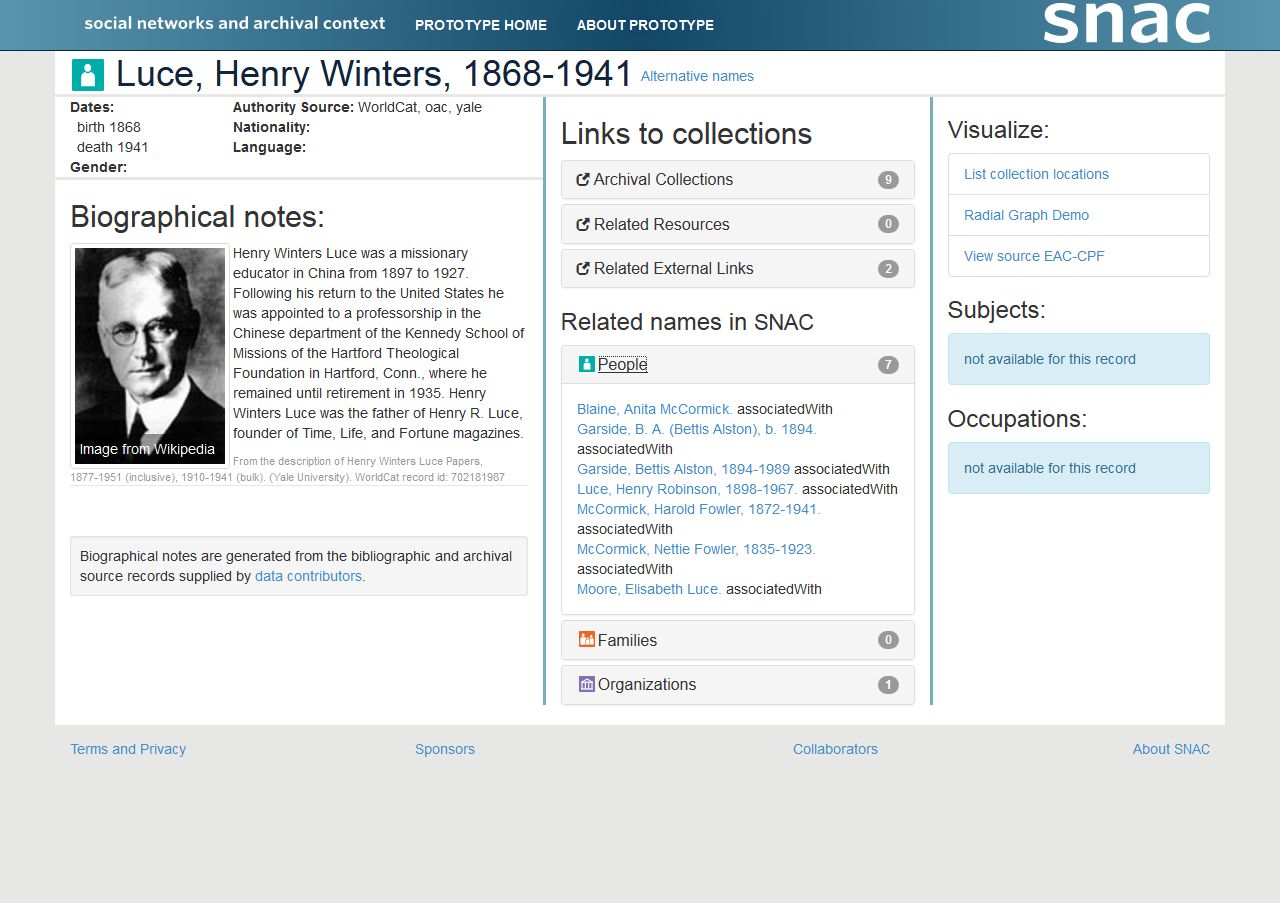 social networks and archival context PROTOTYPE HOME ABOUT PROTOTYPE snac
Luce, Henry Winters, 1868-1941 Alternative names
Dates:
birth 1868
death 1941
Gender:
Authority Source: WorldCat, oac, yale
Nationality:
Language:
Biographical notes:
Image from Wikipedia
Henry Winters Luce was a missionary
educator in China from 1897 to 1927.
Following his return to the United States he
was appointed to a professorship in the
Chinese department of the Kennedy School of
Missions of the Hartford Theological
Foundation in Hartford, Conn., where he
remained until retirement in 1935. Henry
Winters Luce was the father of Henry R. Luce,
founder of Time, Life, and Fortune magazines.
From the description of Henry Winters Luce Papers,
1877-1951 (inclusive), 1910-1941 (bulk). (Yale University). WorldCat record id: 702181987
Biographical notes are generated from the bibliographic and archival
source records supplied by data contributors.
Links to collections
Archival Collections 9
Related Resources 0
Related External Links 2
Related names in SNAC
People 7
Blaine, Anita McCormick. associatedWith
Garside, B. A. (Bettis Alston), b. 1894.
associatedWith
Garside, Bettis Alston, 1894-1989 associatedWith
Luce, Henry Robinson, 1898-1967. associatedWith
McCormick, Harold Fowler, 1872-1941.
associatedWith
McCormick, Nettie Fowler, 1835-1923.
associatedWith
Moore, Elisabeth Luce. associatedWith
Families 0
Organizations 1
Visualize:
List collection locations
Radial Graph Demo
View source EAC-CPF
Subjects:
not available for this record
Occupations:
not available for this record
Terms and Privacy Sponsors Collaborators About SNAC